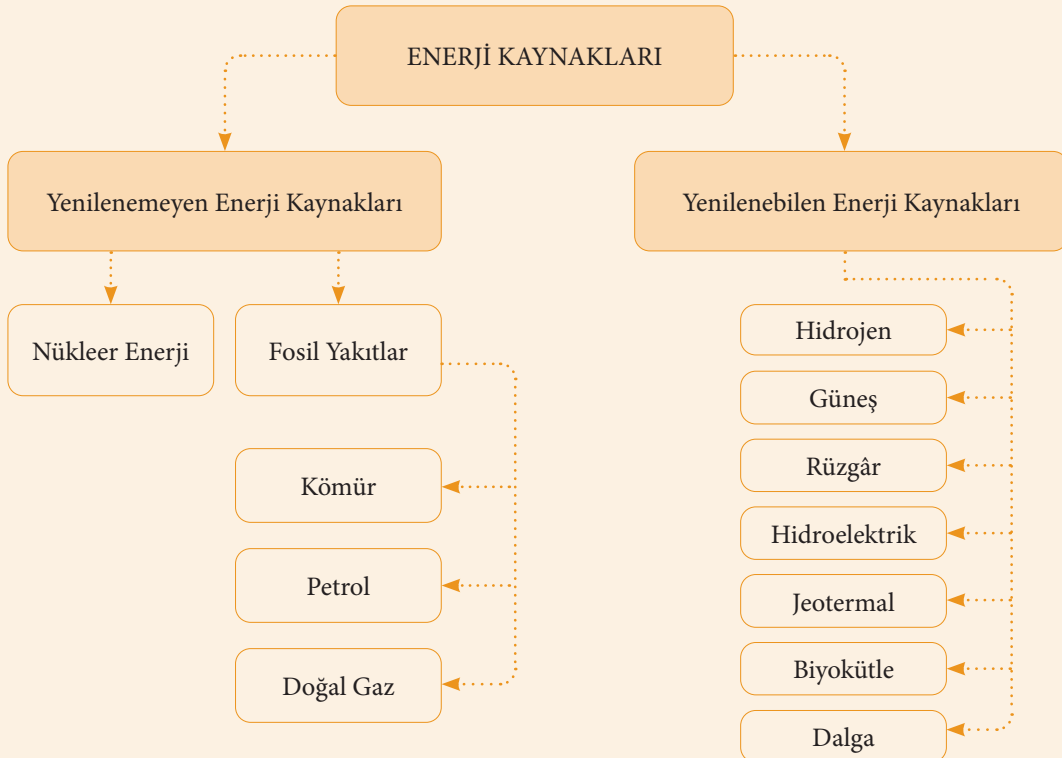 ENERJİ KAYNAKLARI
Yenilenemeyen Enerji Kaynakları
Nükleer Enerji
Fosil Yakıtlar
Kömür
Petrol
Doğal Gaz
Yenilenebilen Enerji Kaynakları
Hidrojen
Güneş
Rüzgâr
Hidroelektrik
Jeotermal
Biyokütle
Dalga